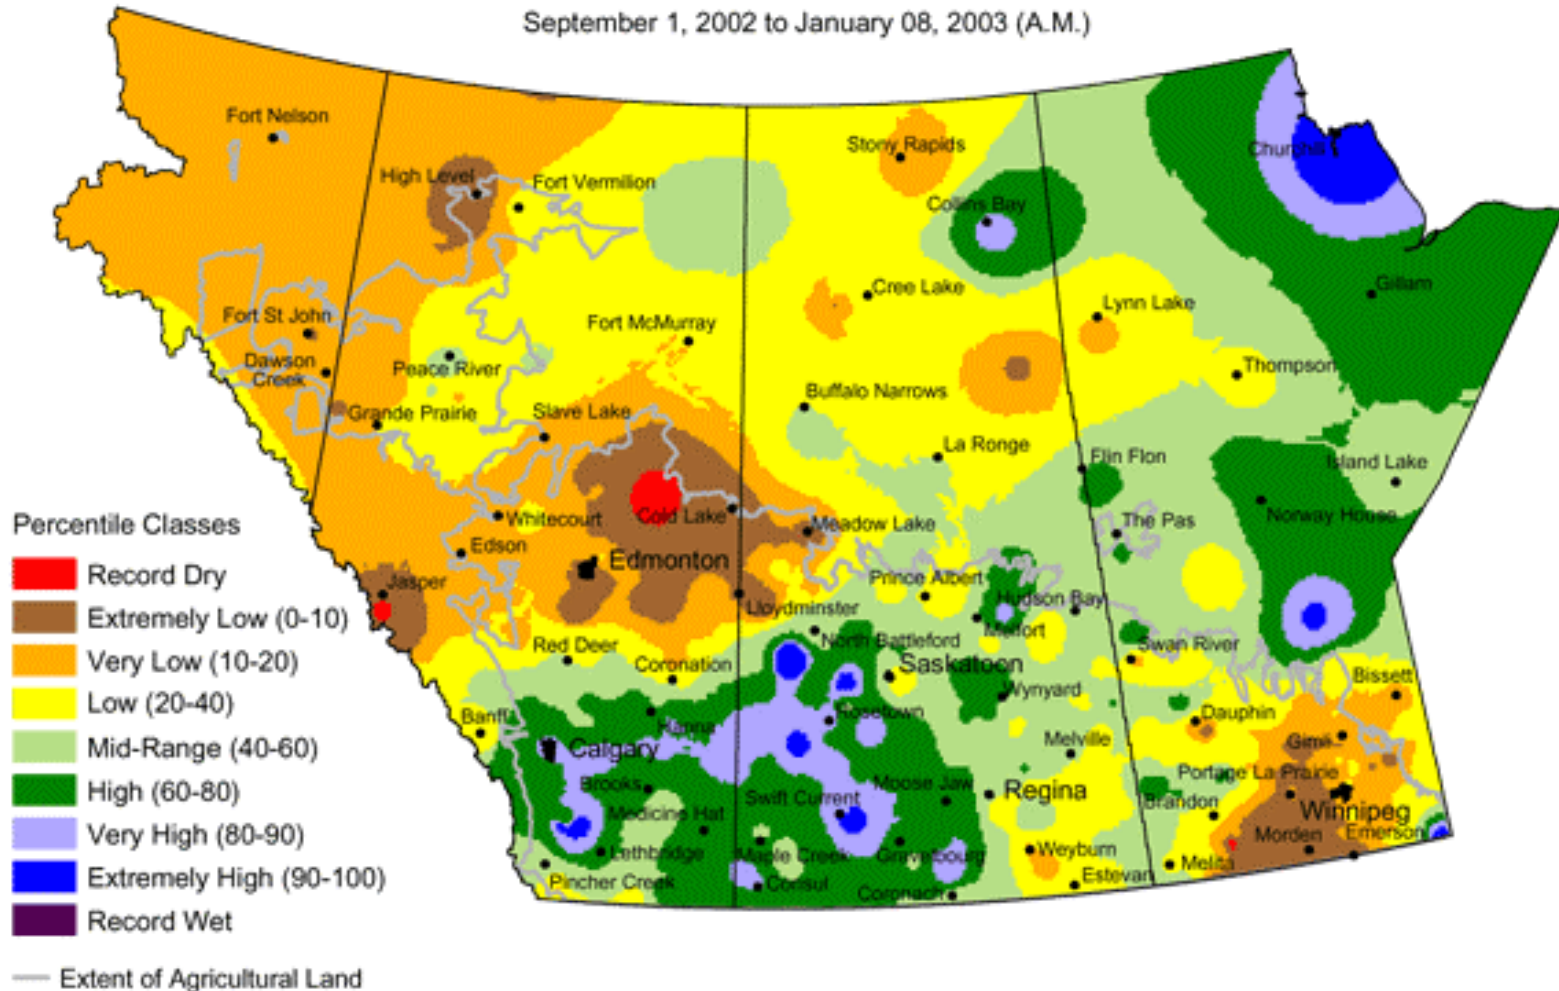 September 1, 2002 to January 08, 2003 (A.M.)
Fort Nelson
Stony Rapids
Churchill
High Level
Fort Vermilion
Collins Bay
Cree Lake
Gillam
Lynn Lake
Fort St John
Fort McMurray
Dawson
Creek
Peace River
Thompson
Buffalo Narrows
Grande Prairie
Slave Lake
La Ronge
Flin Flon
Island Lake
Whitecourt
Cold Lake
Meadow Lake
The Pas
Norway House
Edson
Edmonton
Jasper
Prince Albert
Hudson Bay
Lloydminster
Melfort
North Battleford
Red Deer
Coronation
Saskatoon
Swan River
Bissett
Wynyard
Banff
Hanna
Rosetown
Dauphin
Calgary
Melville
Gimli
Brooks
Moose Jaw
Regina
Portage La Prairie
Medicine Hat
Swift Current
Brandon
Winnipeg
Lethbridge
Maple Creek
Gravelbourg
Weyburn
Morden
Emerson
Pincher Creek
Consul
Coronach
Estevan
Melita
Percentile Classes
Record Dry
Extremely Low (0-10)
Very Low (10-20)
Low (20-40)
Mid-Range (40-60)
High (60-80)
Very High (80-90)
Extremely High (90-100)
Record Wet
Extent of Agricultural Land